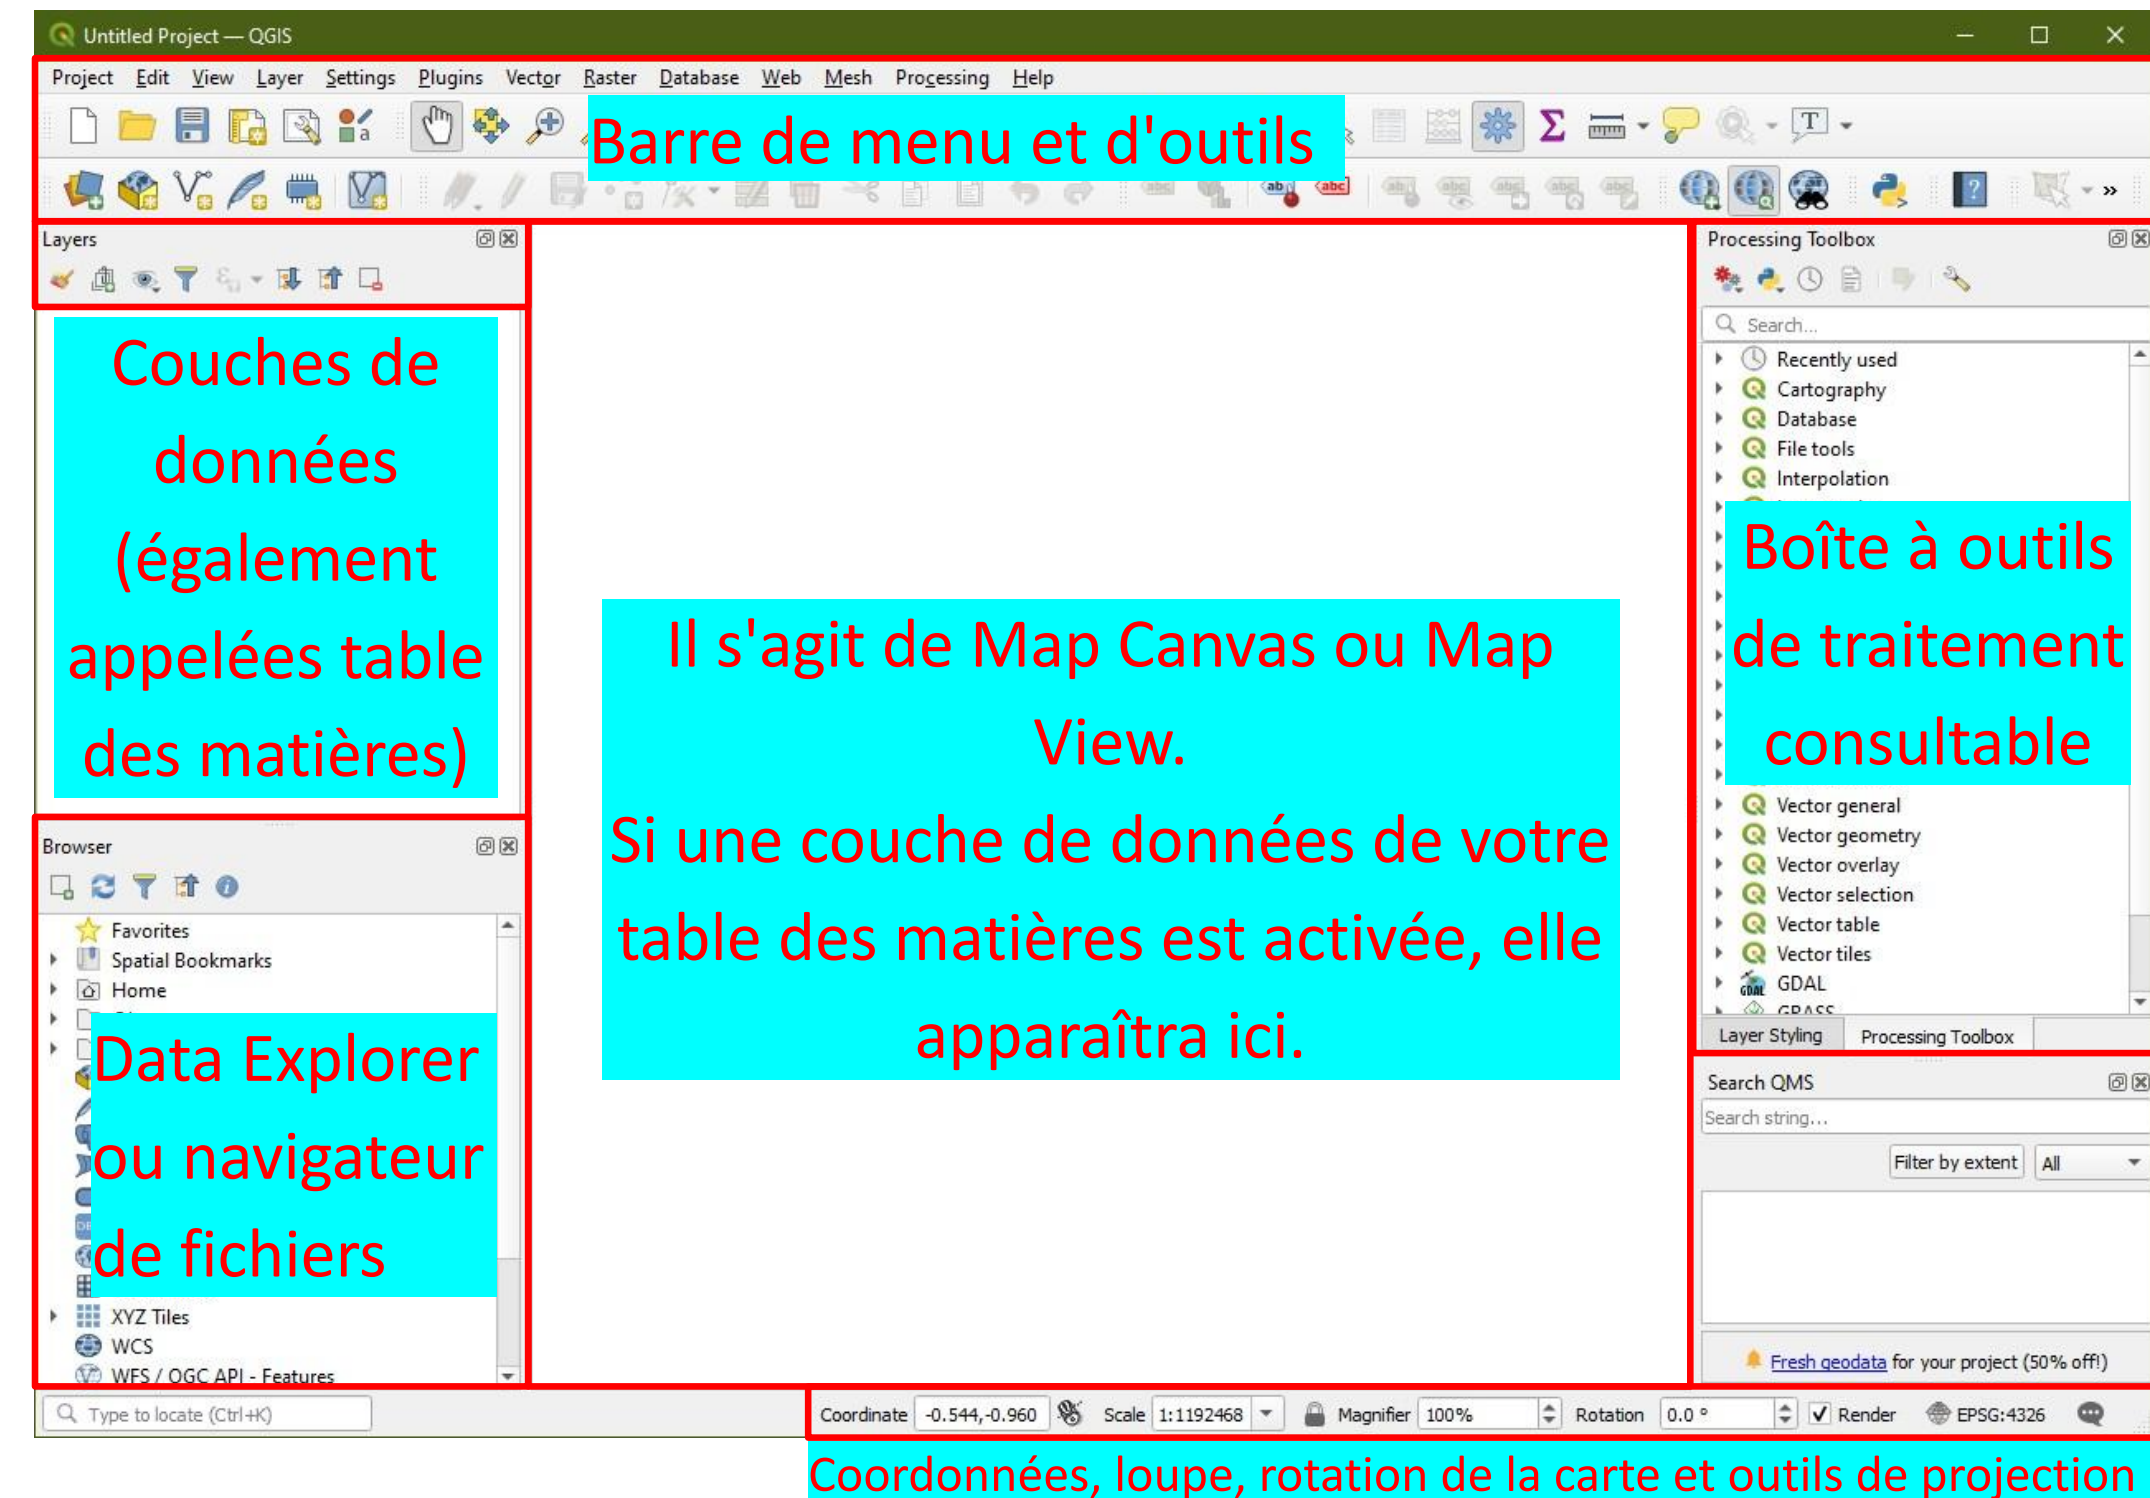 Untitled Project — QGIS
Project Edit View Layer Settings Plugins Vector Raster Database Web Mesh Processing Help
Barre de menu et d'outils
Layers
Couches de
données
(également
appelées table
des matières)
Browser
Favorites
Spatial Bookmarks
Home
Data Explorer
ou navigateur
de fichiers
XYZ Tiles
WCS
WFS / OGC API - Features
Type to locate (Ctrl+K)
Il s'agit de Map Canvas ou Map
View.
Si une couche de données de votre
table des matières est activée, elle
apparaîtra ici.
Processing Toolbox
Search...
Recently used
Cartography
Database
File tools
Interpolation
Boîte à outils
de traitement
consultable
Vector general
Vector geometry
Vector overlay
Vector selection
Vector table
Vector tiles
GDAL
GRASS
Layer Styling Processing Toolbox
Search QMS
Search string...
Filter by extent All
Fresh geodata for your project (50% off!)
Coordinate -0.544,-0.960 Scale 1:1192468 Magnifier 100% Rotation 0.0 ° Render EPSG:4326
Coordonnées, loupe, rotation de la carte et outils de projection